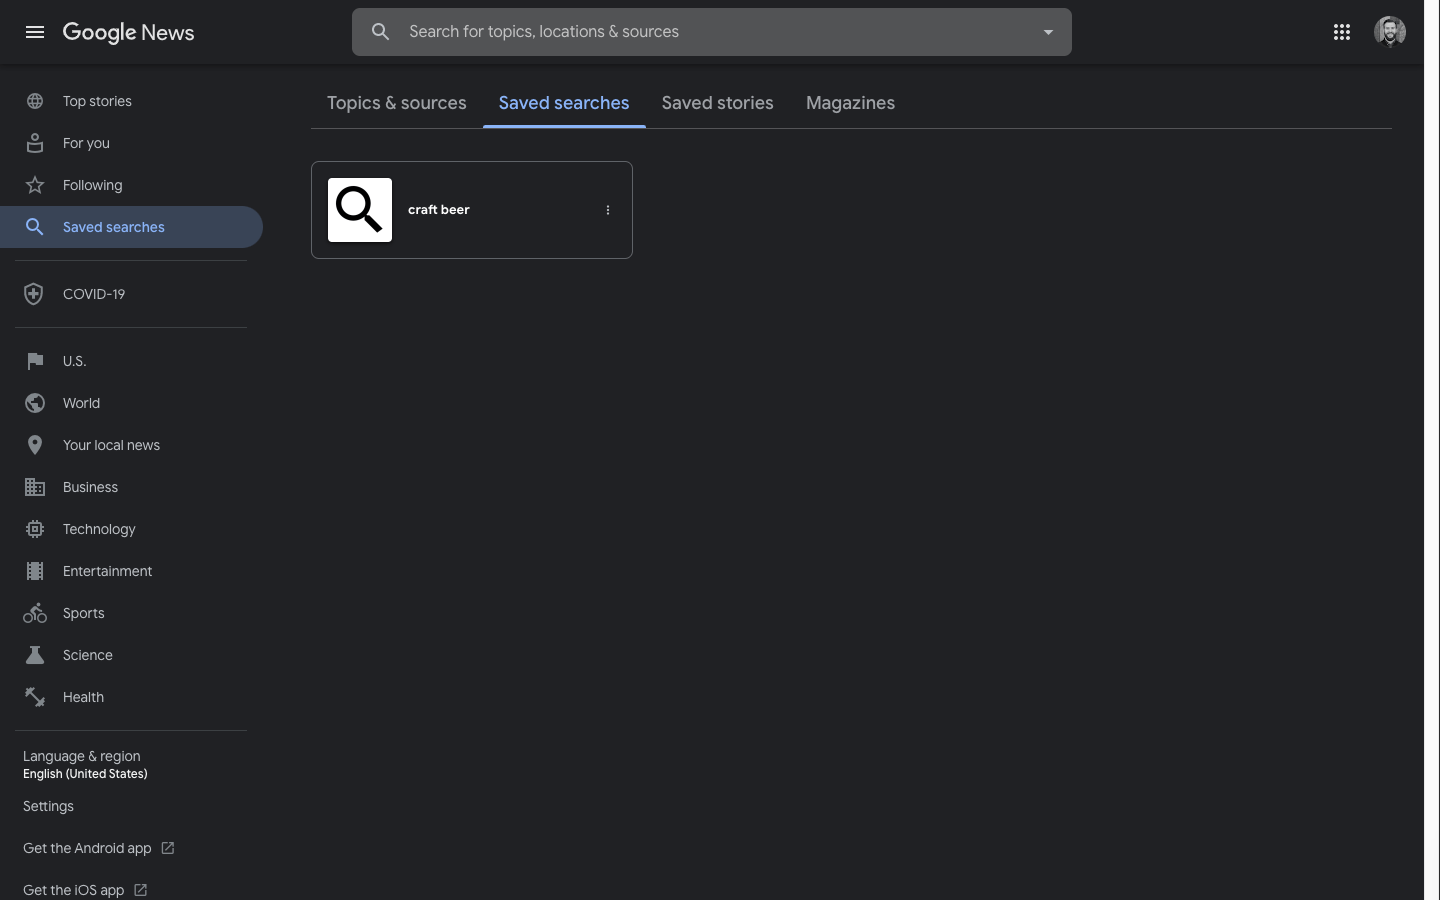 Google News
Search for topics, locations & sources
Top stories
For you
Following
Saved searches
COVID-19
U.S.
World
Your local news
Business
Technology
Entertainment
Sports
Science
Health
Language & region
English (United States)
Settings
Get the Android app
Get the iOS app
Topics & sources
Saved searches
Saved stories
Magazines
craft beer